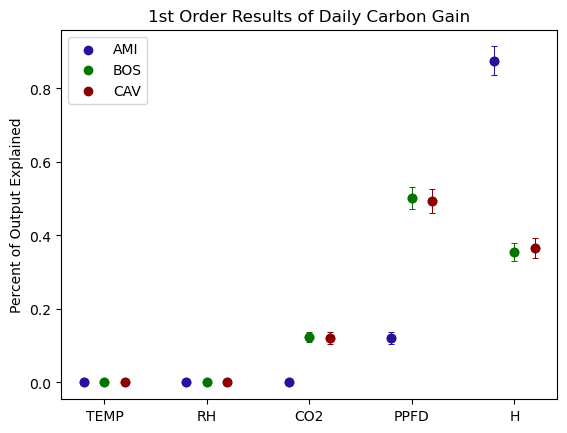 1st Order Results of Daily Carbon Gain
AMI
BOS
CAV
Percent of Output Explained
0.8
0.6
0.4
0.2
0.0
TEMP
RH
CO2
PPFD
H